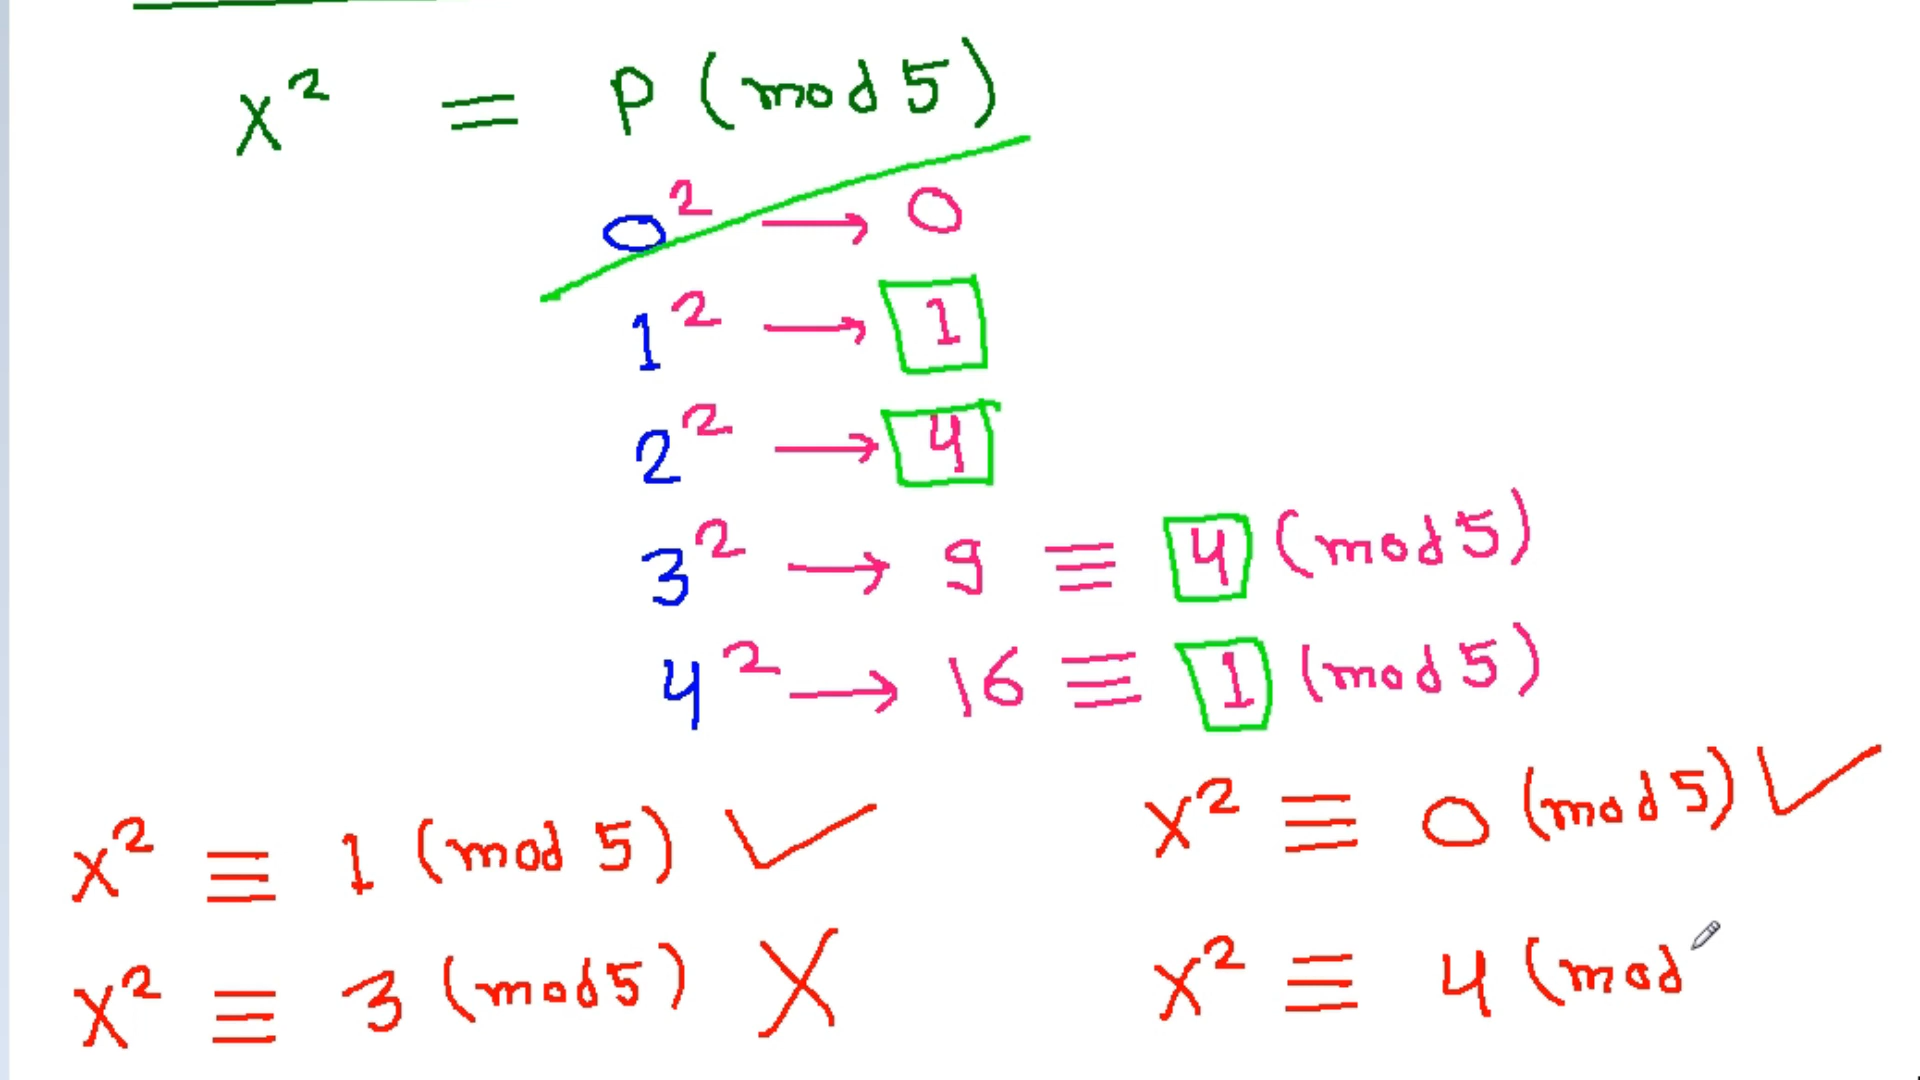 x² = P (mod 5)
0² → 0
1² → 1
2² → 4
3² → 9 ≡ 4 (mod 5)
4² → 16 ≡ 1 (mod 5)
x² ≡ 1 (mod 5) ✓
x² ≡ 0 (mod 5) ✓
x² ≡ 3 (mod 5) X
x² ≡ 4 (mod